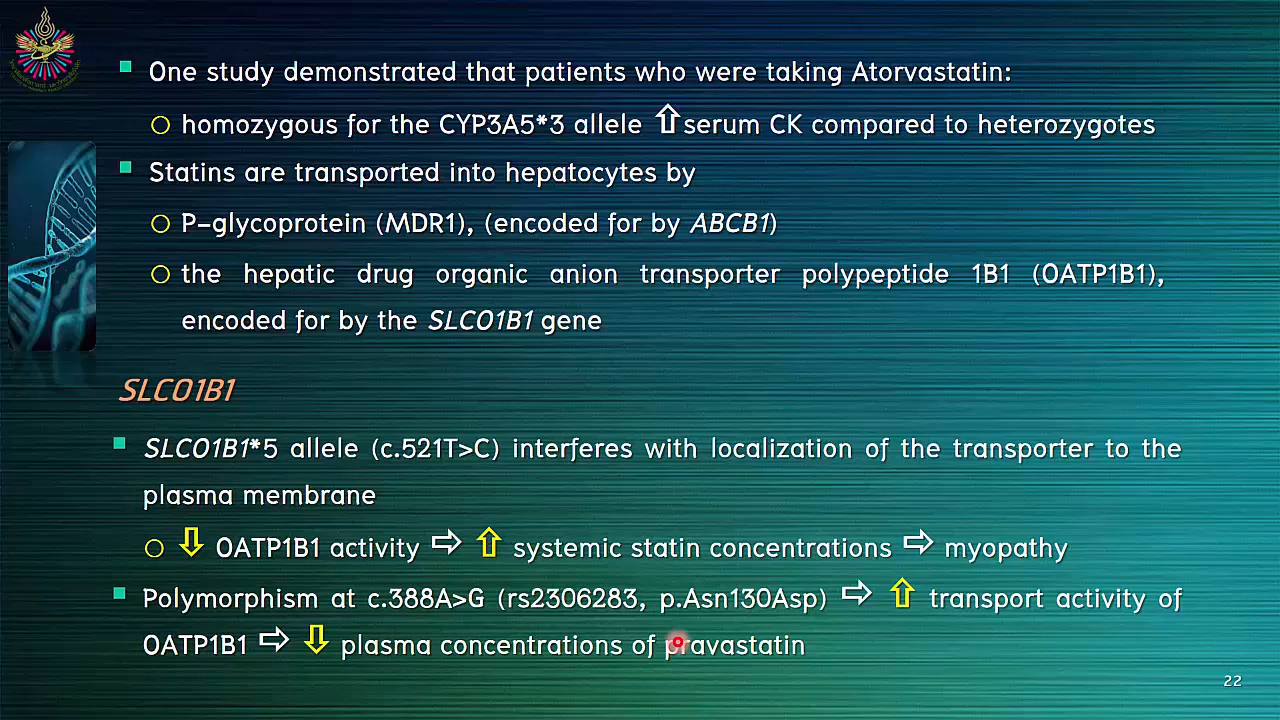 One study demonstrated that patients who were taking Atorvastatin:
homozygous for the CYP3A5*3 allele ⇧ serum CK compared to heterozygotes
Statins are transported into hepatocytes by
P-glycoprotein (MDR1), (encoded for by ABCB1)
the hepatic drug organic anion transporter polypeptide 1B1 (OATP1B1),
encoded for by the SLCO1B1 gene
SLCO1B1
SLCO1B1*5 allele (c.521T>C) interferes with localization of the transporter to the
plasma membrane
⇩ OATP1B1 activity ⇨ ⇧ systemic statin concentrations ⇨ myopathy
Polymorphism at c.388A>G (rs2306283, p.Asn130Asp) ⇨ ⇧ transport activity of
OATP1B1 ⇨ ⇩ plasma concentrations of pravastatin
22